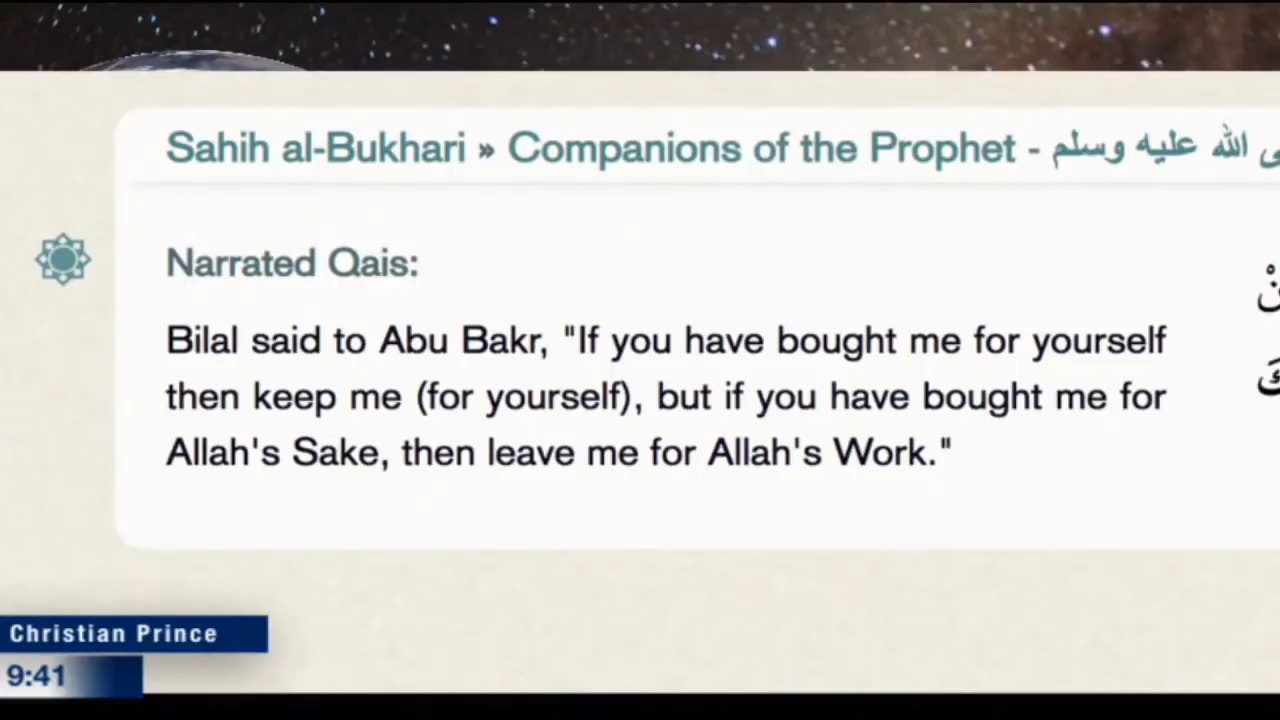 Sahih al-Bukhari » Companions of the Prophet - الله عليه وسلم
Narrated Qais:
Bilal said to Abu Bakr, "If you have bought me for yourself
then keep me (for yourself), but if you have bought me for
Allah's Sake, then leave me for Allah's Work."
Christian Prince
9:41